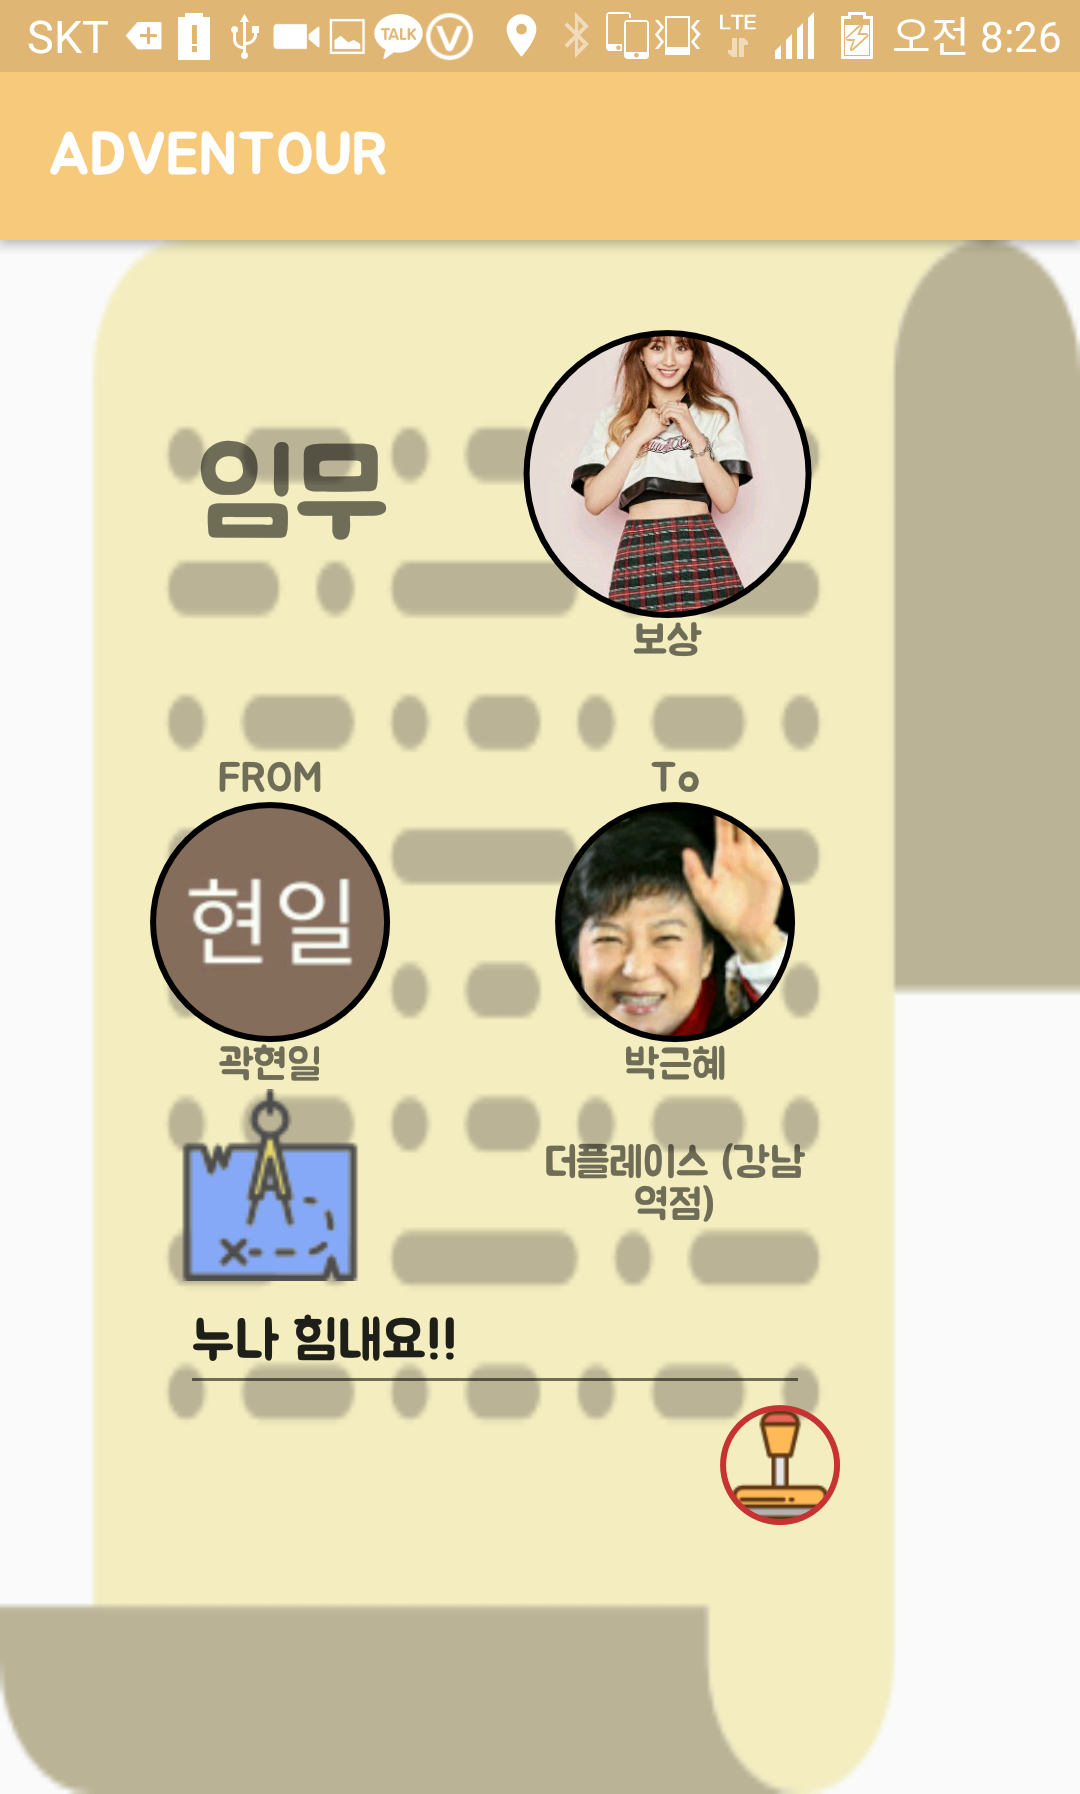 SKT TALK V LTE 오전 8:26
ADVENTOUR
임무
보상
FROM To
현일
곽현일 박근혜
더플레이스 (강남
역점)
누나 힘내요!!